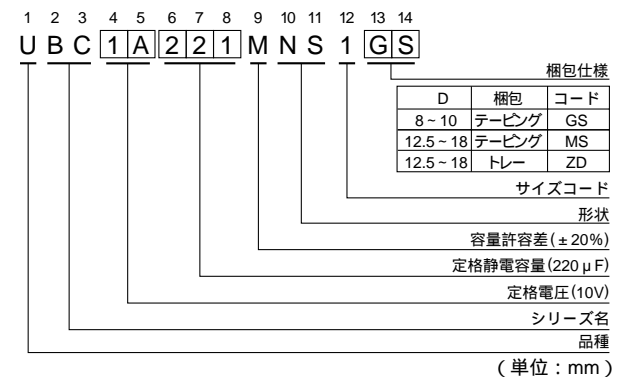 1 2 3 4 5 6 7 8 9 10 11 12 13 14
U B C 1 A 2 2 1 M N S 1 G S
梱包仕様
D 梱包 コード
8~10 テーピング GS
12.5~18 テーピング MS
12.5~18 トレー ZD
サイズコード
形状
容量許容差(±20%)
定格静電容量(220μF)
定格電圧(10V)
シリーズ名
品種
(単位:mm)